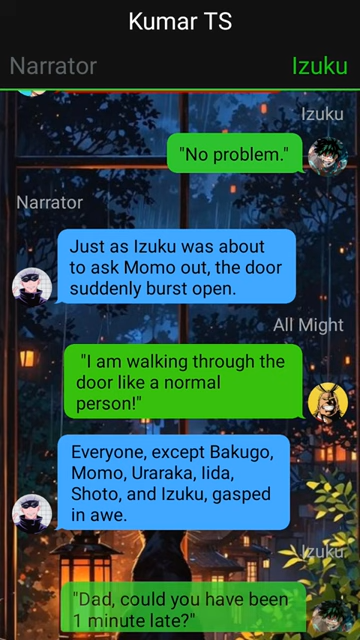 Kumar TS
Narrator
Izuku
Izuku
"No problem."
Narrator
Just as Izuku was about
to ask Momo out, the door
suddenly burst open.
All Might
"I am walking through the
door like a normal
person!"
Everyone, except Bakugo,
Momo, Uraraka, Iida,
Shoto, and Izuku, gasped
in awe.
Izuku
"Dad, could you have been
1 minute late?"